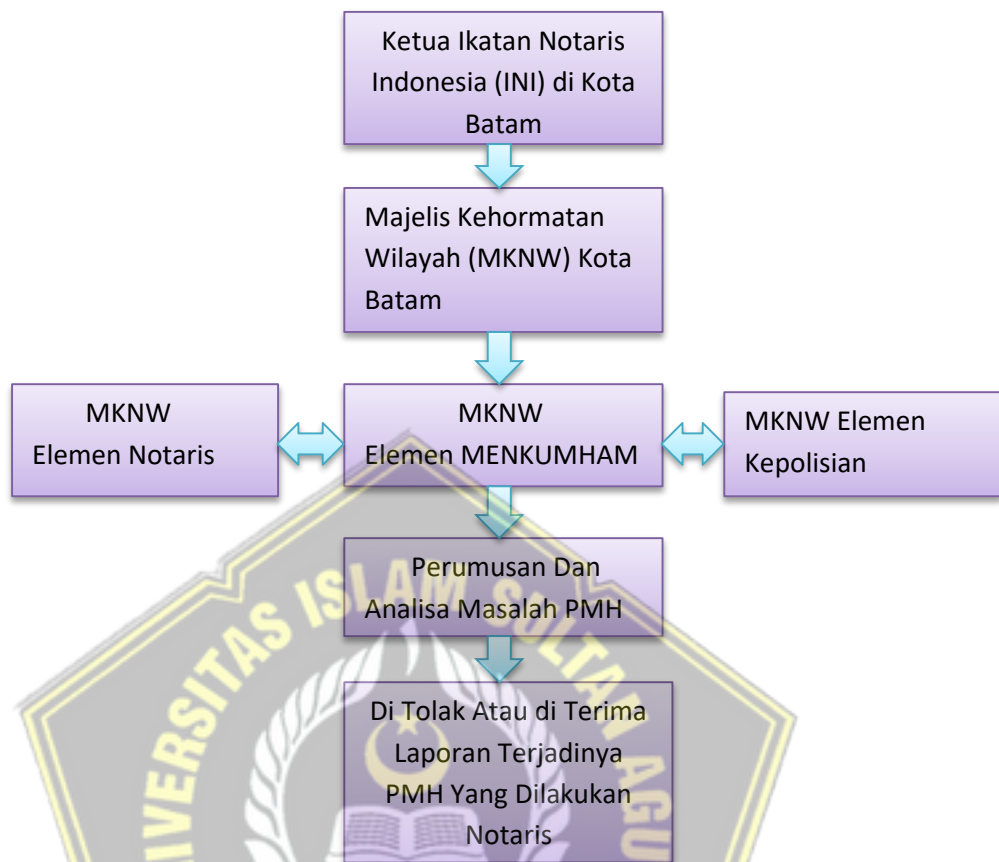 Ketua Ikatan Notaris
Indonesia (INI) di Kota
Batam
Majelis Kehormatan
Wilayah (MKNW) Kota
Batam
MKNW
Elemen Notaris
MKNW
Elemen MENKUMHAM
MKNW Elemen
Kepolisian
Perumusan Dan
Analisa Masalah PMH
Di Tolak Atau di Terima
Laporan Terjadinya
PMH Yang Dilakukan
Notaris
ISLAM